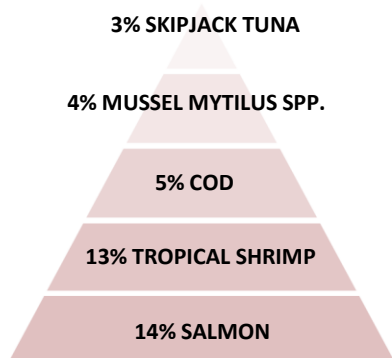 3% SKIPJACK TUNA
4% MUSSEL MYTILUS SPP.
5% COD
13% TROPICAL SHRIMP
14% SALMON